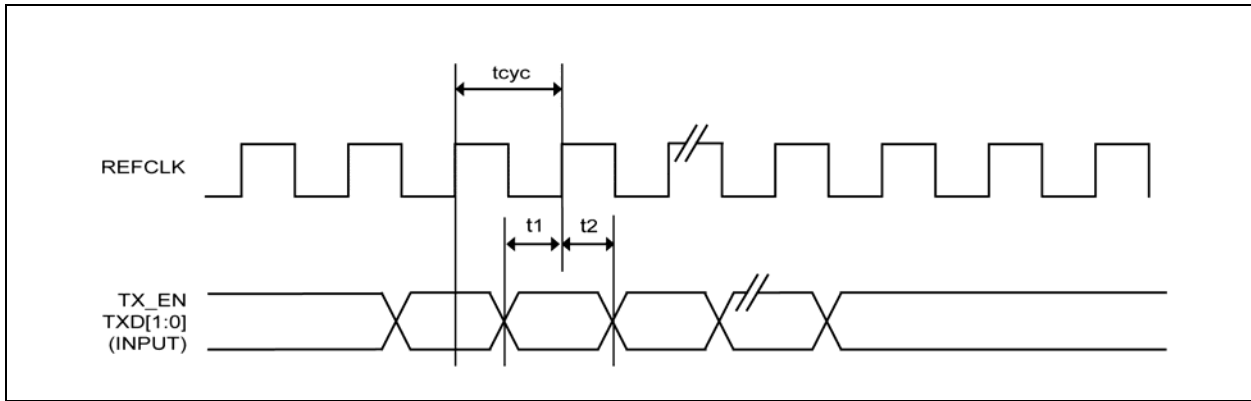 tcyc
REFCLK
t1
t2
TX_EN
TXD[1:0]
(INPUT)